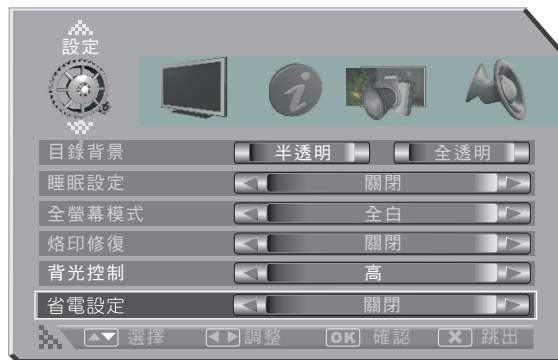 設定
目錄背景 半透明 全透明
睡眠設定 關閉
全螢幕模式 全白
烙印修復 關閉
背光控制 高
省電設定 關閉
選擇 調整 OK 確認 跳出